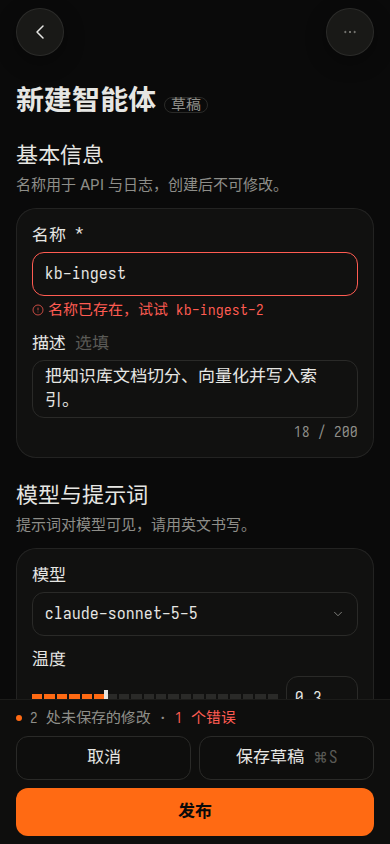 新建智能体 草稿
基本信息
名称用于 API 与日志，创建后不可修改。
名称 *
kb-ingest
名称已存在，试试 kb-ingest-2
描述 选填
把知识库文档切分、向量化并写入索
引。
18 / 200
模型与提示词
提示词对模型可见，请用英文书写。
模型
claude-sonnet-5-5
温度
0.3
2 处未保存的修改 · 1 个错误
取消
保存草稿 ⌘S
发布